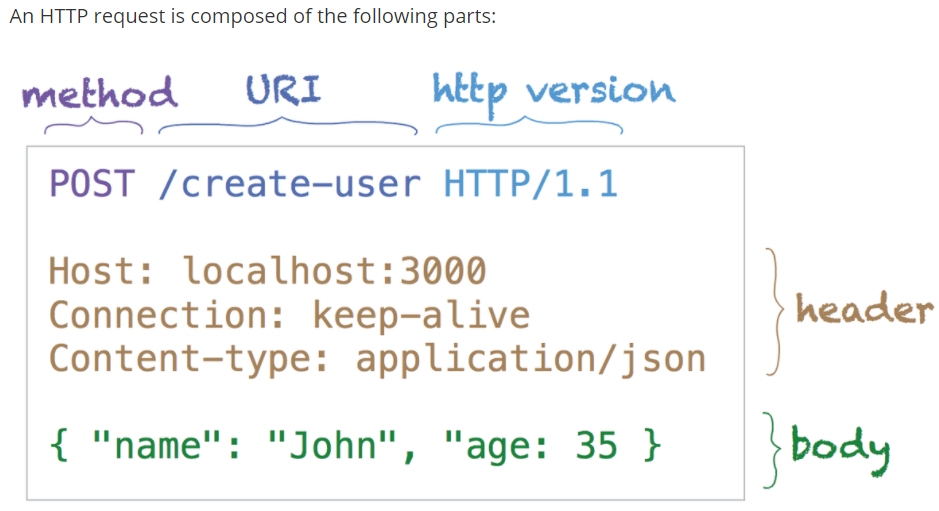 An HTTP request is composed of the following parts:
method URI http version
POST /create-user HTTP/1.1
Host: localhost:3000
Connection: keep-alive
Content-type: application/json
header
{ "name": "John", "age: 35 }
body